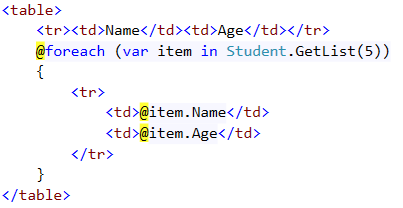 <table>
    <tr><td>Name</td><td>Age</td></tr>
    @foreach (var item in Student.GetList(5))
    {
        <tr>
            <td>@item.Name</td>
            <td>@item.Age</td>
        </tr>
    }
</table>